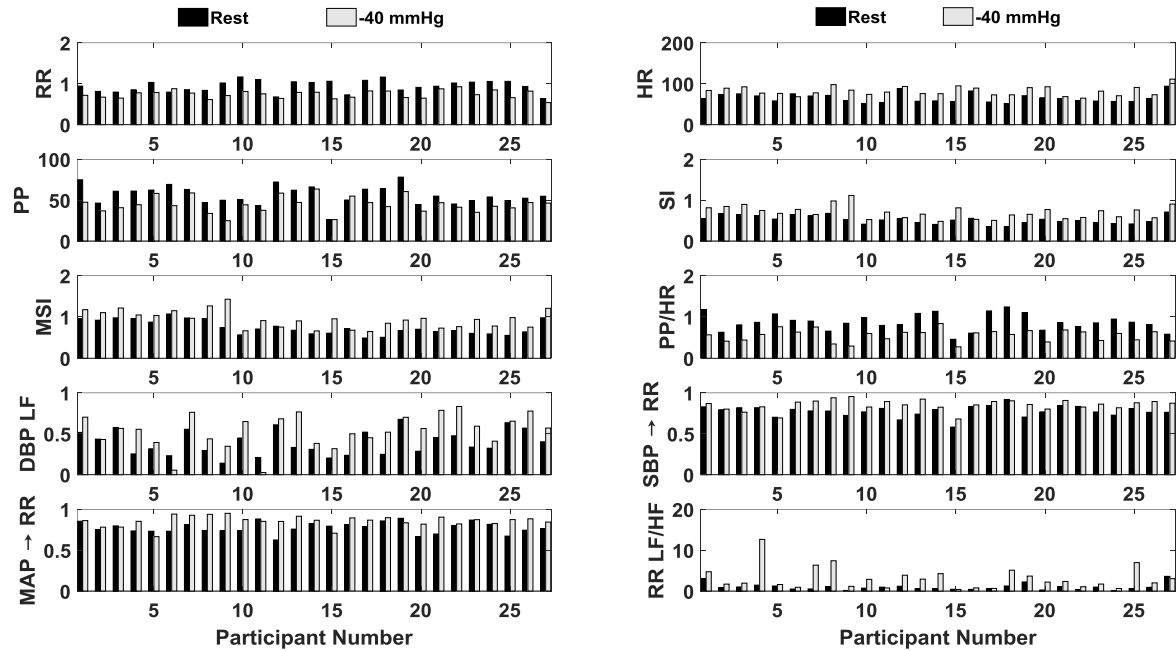 Rest -40 mmHg
RR
2
1
0
5 10 15 20 25
PP
100
50
0
5 10 15 20 25
MSI
2
1
0
5 10 15 20 25
DBP LF
1
0.5
0
5 10 15 20 25
MAP → RR
1
0.5
0
5 10 15 20 25
Participant Number
Rest -40 mmHg
HR
200
100
0
5 10 15 20 25
SI
2
1
0
5 10 15 20 25
PP/HR
2
1
0
5 10 15 20 25
SBP → RR
1
0.5
0
5 10 15 20 25
RR LF/HF
20
10
0
5 10 15 20 25
Participant Number